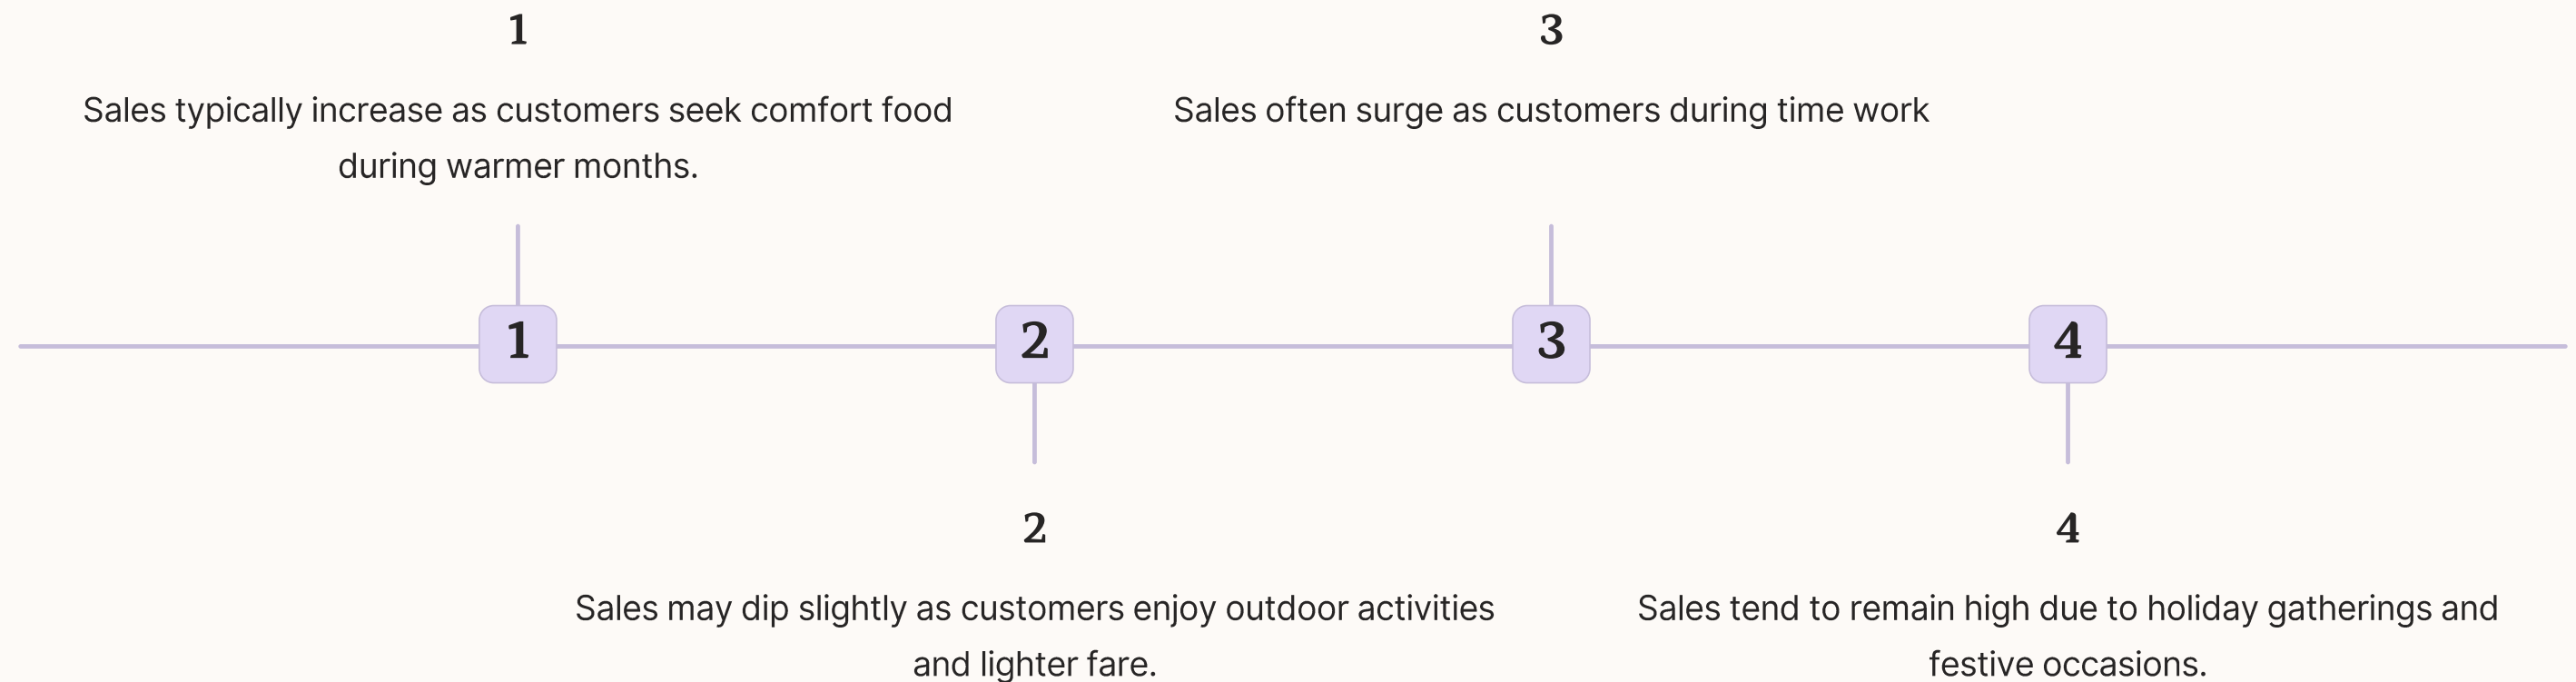 1
Sales typically increase as customers seek comfort food
during warmer months.
3
Sales often surge as customers during time work
1
2
3
4
2
Sales may dip slightly as customers enjoy outdoor activities
and lighter fare.
4
Sales tend to remain high due to holiday gatherings and
festive occasions.